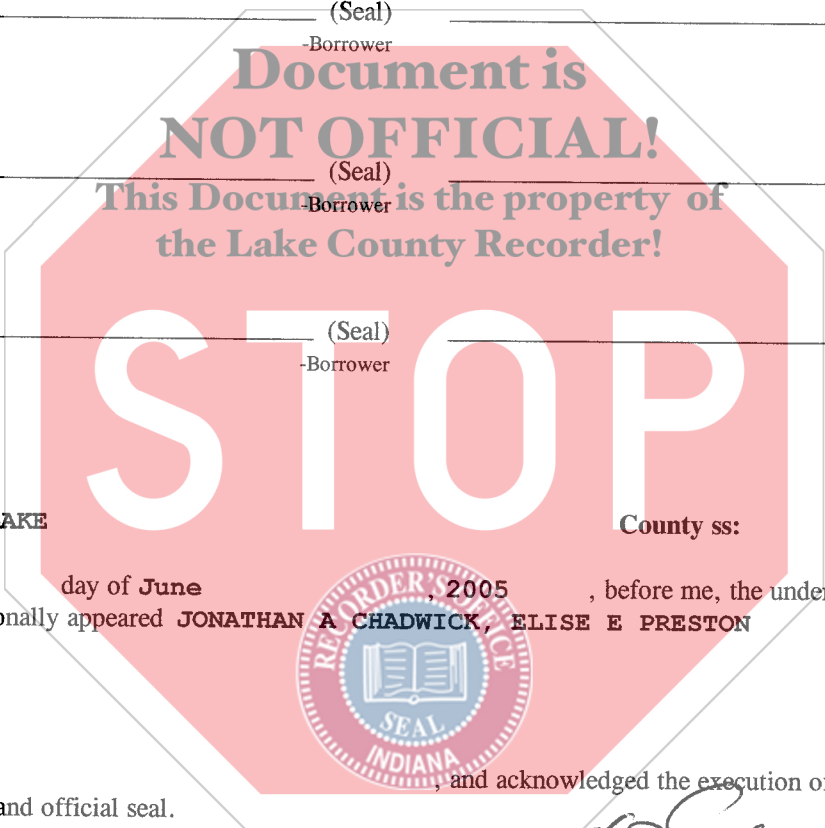 (Seal)
-Borrower
Document is
NOT OFFICIAL!
(Seal)
This Document is the property of
-Borrower
the Lake County Recorder!
(Seal)
-Borrower
STOP
AKE County ss:
day of June , 2005 , before me, the under
onally appeared JONATHAN A CHADWICK, ELISE E PRESTON
RECORDER'S OFFICE
SEAL
INDIANA
, and acknowledged the execution of
and official seal.